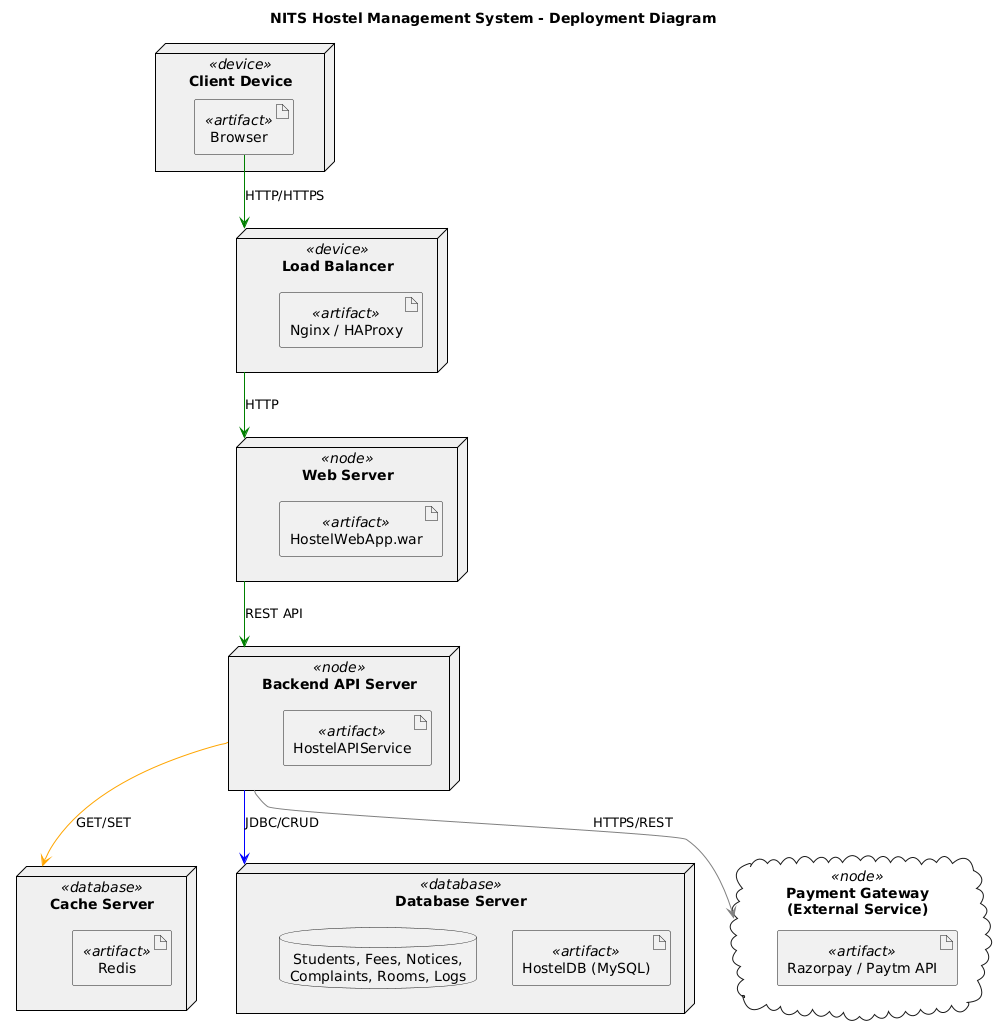 NITS Hostel Management System - Deployment Diagram
«device»
Client Device
«artifact»
Browser
HTTP/HTTPS
«device»
Load Balancer
«artifact»
Nginx / HAProxy
HTTP
«node»
Web Server
«artifact»
HostelWebApp.war
REST API
«node»
Backend API Server
«artifact»
HostelAPIService
GET/SET
JDBC/CRUD
HTTPS/REST
«database»
Cache Server
«artifact»
Redis
«database»
Database Server
Students, Fees, Notices,
Complaints, Rooms, Logs
«artifact»
HostelDB (MySQL)
«node»
Payment Gateway
(External Service)
«artifact»
Razorpay / Paytm API